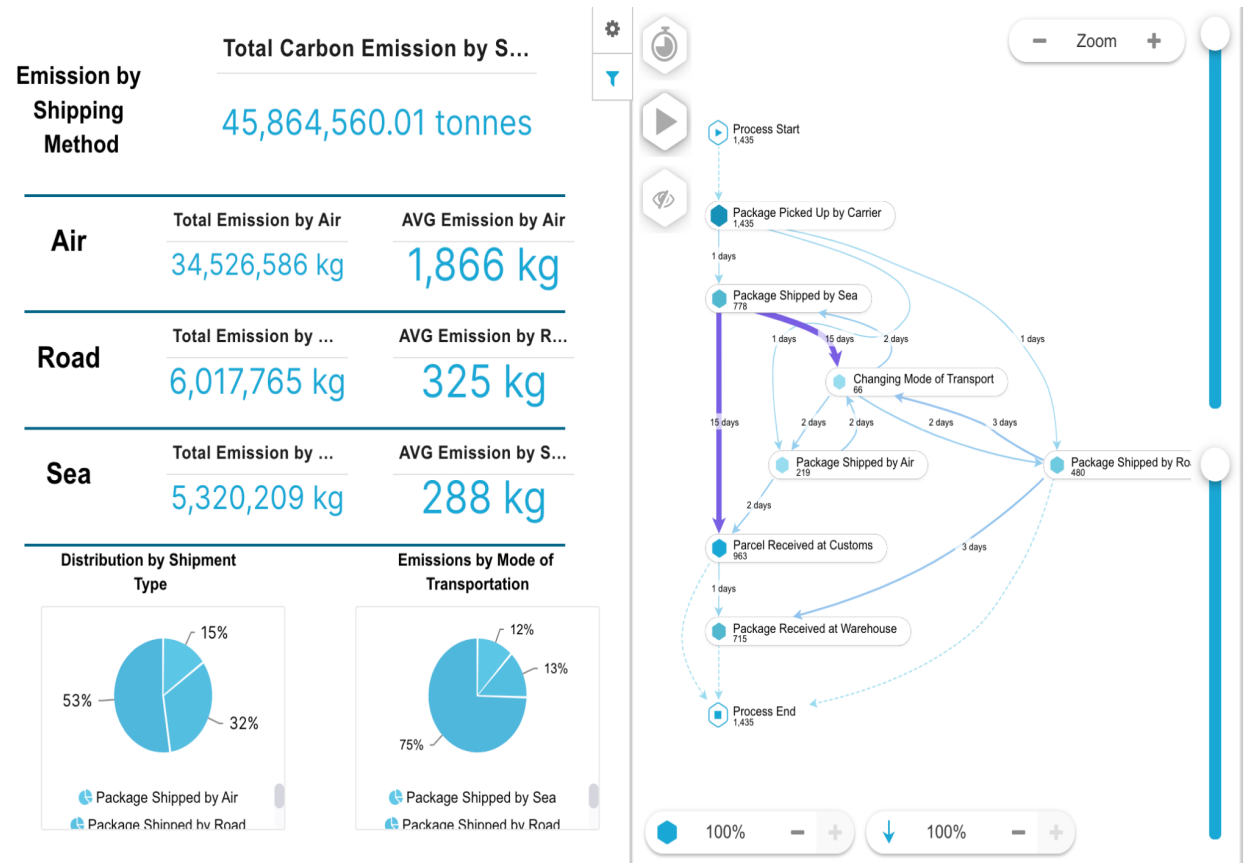 Total Carbon Emission by S...
Emission by
Shipping
Method
45,864,560.01 tonnes
Air
Total Emission by Air
34,526,586 kg
AVG Emission by Air
1,866 kg
Road
Total Emission by ...
6,017,765 kg
AVG Emission by R...
325 kg
Sea
Total Emission by ...
5,320,209 kg
AVG Emission by S...
288 kg
Distribution by Shipment
Type
15%
53%
32%
Package Shipped by Air
Package Shipped by Road
Emissions by Mode of
Transportation
12%
13%
75%
Package Shipped by Sea
Package Shipped by Road
Zoom
Process Start
1,435
Package Picked Up by Carrier
1,435
1 days
Package Shipped by Sea
778
1 days
15 days
2 days
1 days
Changing Mode of Transport
66
15 days
2 days
2 days
2 days
3 days
Package Shipped by Air
219
Package Shipped by Ro
480
2 days
Parcel Received at Customs
963
3 days
1 days
Package Received at Warehouse
715
Process End
1,435
100%
100%